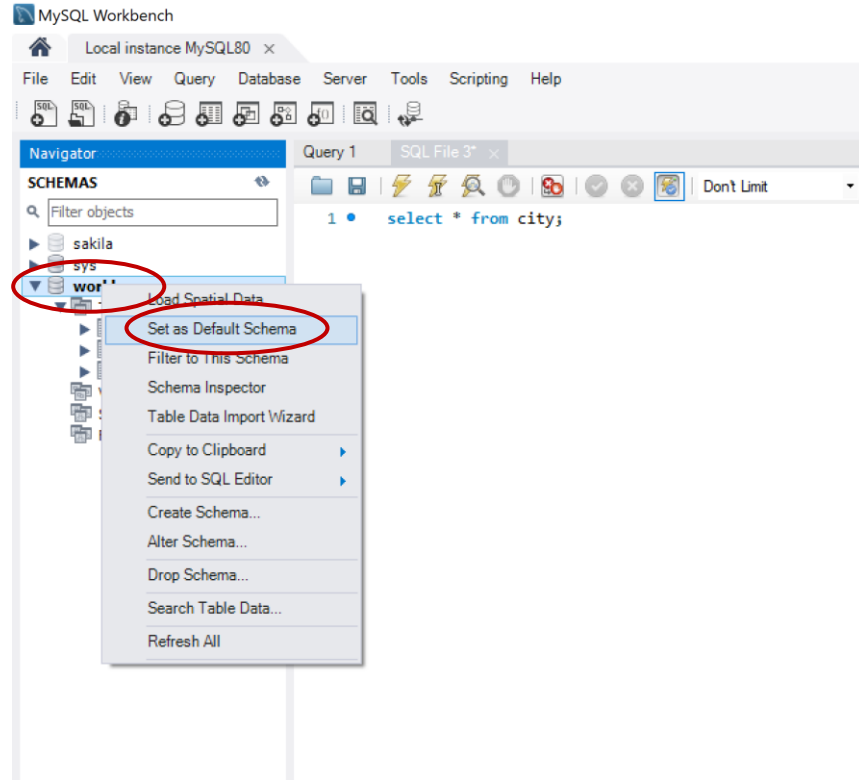 MySQL Workbench
Local instance MySQL80
File Edit View Query Database Server Tools Scripting Help
Navigator
Query 1 SQL File 3*
SCHEMAS
Don't Limit
Filter objects
1 select * from city;
sakila
sys
Load Spatial Data
Set as Default Schema
Filter to This Schema
Schema Inspector
Table Data Import Wizard
Copy to Clipboard
Send to SQL Editor
Create Schema...
Alter Schema...
Drop Schema...
Search Table Data...
Refresh All